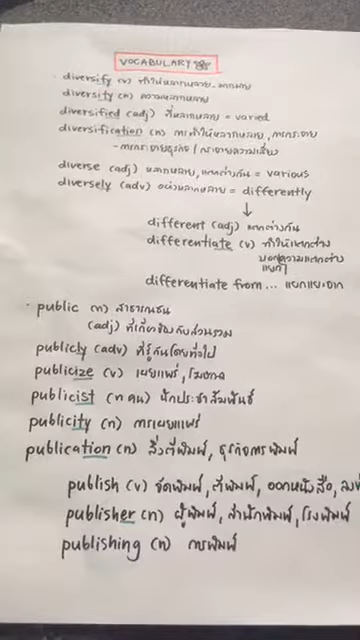 VOCABULARY
diversify (v) ทำให้หลากหลาย
diversity (n) ความหลากหลาย
diversified (adj) ที่หลากหลาย = varied
diversification (n) การทำให้หลากหลาย, การกระจาย
- การกระจายธุรกิจ / กระจายความเสี่ยง
diverse (adj) หลากหลาย, แตกต่างกัน = various
diversely (adv) อย่างหลากหลาย = differently
different (adj) แตกต่างกัน
differentiate (v) ทำให้แตกต่าง
บอกความแตกต่าง
differentiate from... แยกแยะจาก
public (n) สาธารณชน
(adj) ที่เกี่ยวข้องกับส่วนรวม
publicly (adv) ที่รู้กันโดยทั่วไป
publicize (v) เผยแพร่, โฆษณา
publicist (n คน) นักประชาสัมพันธ์
publicity (n) การเผยแพร่
publication (n) สิ่งตีพิมพ์, ธุรกิจการพิมพ์
publish (v) จัดพิมพ์, ตีพิมพ์, ออกหนังสือ,
publisher (n) ผู้พิมพ์, สำนักพิมพ์, โรงพิมพ์
publishing (n) การพิมพ์